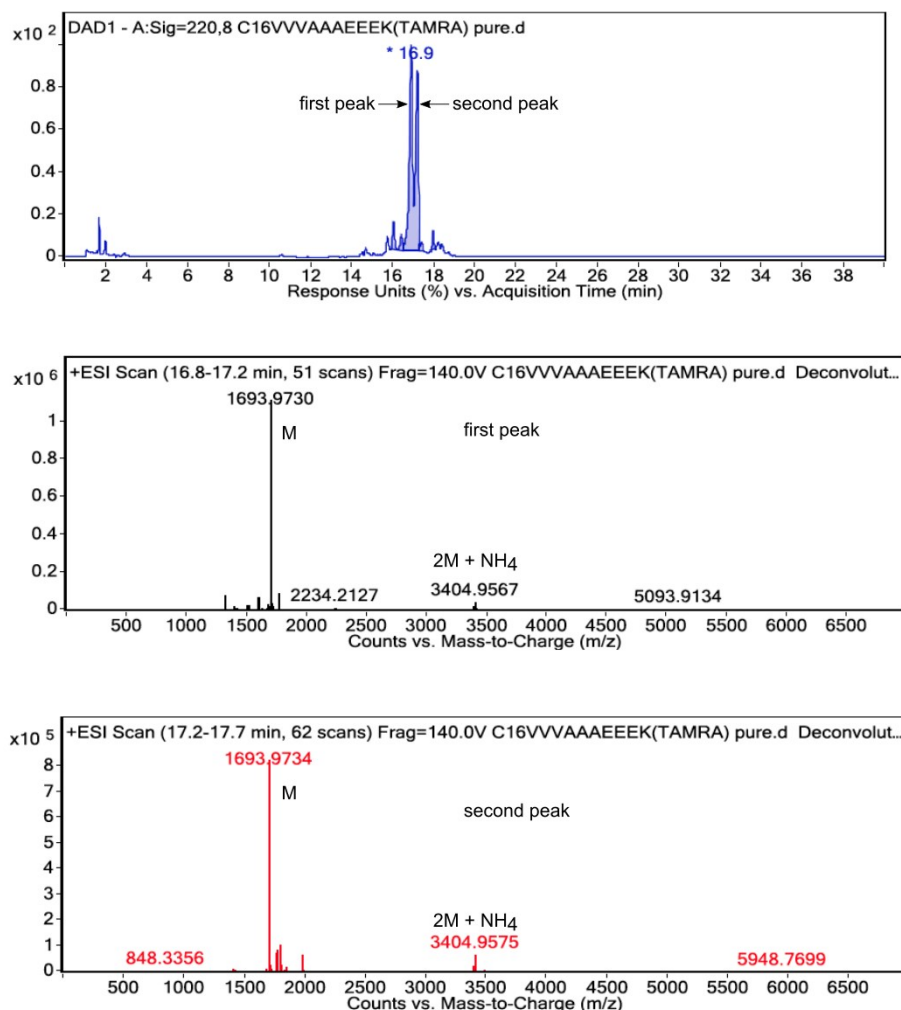 DAD1 - A:Sig=220,8 C16VVVAAAEEEK(TAMRA) pure.d
x10 2
* 16.9
first peak
second peak
0.8
0.6
0.4
0.2
0
2 4 6 8 10 12 14 16 18 20 22 24 26 28 30 32 34 36 38
Response Units (%) vs. Acquisition Time (min)
+ESI Scan (16.8-17.2 min, 51 scans) Frag=140.0V C16VVVAAAEEEK(TAMRA) pure.d Deconvolut...
x10 6
1693.9730
M
first peak
1
0.8
0.6
0.4
0.2
0
2M + NH4
2234.2127
3404.9567
5093.9134
500 1000 1500 2000 2500 3000 3500 4000 4500 5000 5500 6000 6500
Counts vs. Mass-to-Charge (m/z)
+ESI Scan (17.2-17.7 min, 62 scans) Frag=140.0V C16VVVAAAEEEK(TAMRA) pure.d Deconvolut...
x10 5
1693.9734
M
second peak
8
7
6
5
4
3
2
1
0
2M + NH4
848.3356
3404.9575
5948.7699
500 1000 1500 2000 2500 3000 3500 4000 4500 5000 5500 6000 6500
Counts vs. Mass-to-Charge (m/z)